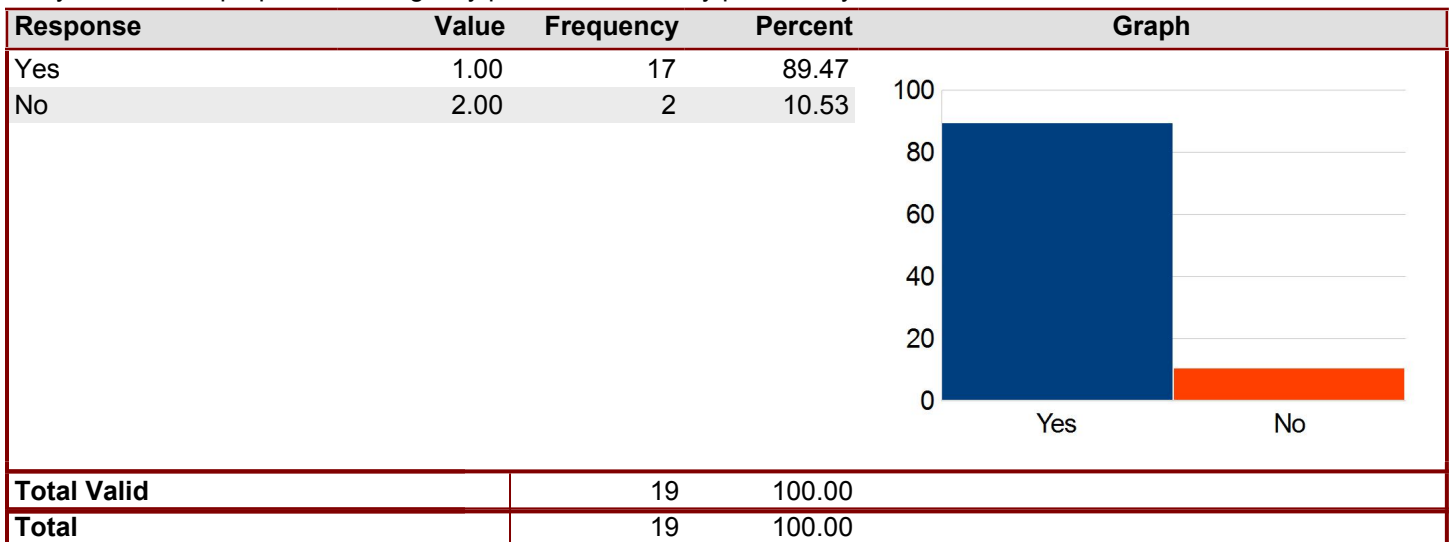 Response Value Frequency Percent Graph
Yes 1.00 17 89.47
No 2.00 2 10.53
100
80
60
40
20
0
Yes No
Total Valid 19 100.00
Total 19 100.00